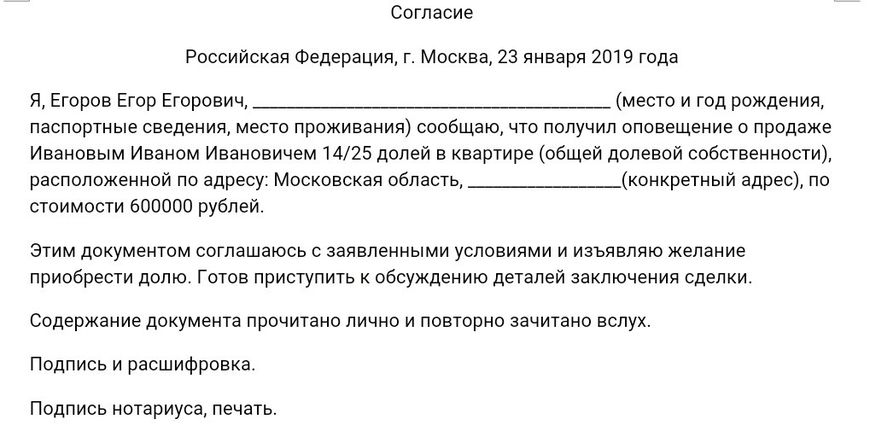 Согласие
Российская Федерация, г. Москва, 23 января 2019 года
Я, Егоров Егор Егорович, __________________________________ (место и год рождения,
паспортные сведения, место проживания) сообщаю, что получил оповещение о продаже
Ивановым Иваном Ивановичем 14/25 долей в квартире (общей долевой собственности),
расположенной по адресу: Московская область, _______________(конкретный адрес), по
стоимости 600000 рублей.
Этим документом соглашаюсь с заявленными условиями и изъявляю желание
приобрести долю. Готов приступить к обсуждению деталей заключения сделки.
Содержание документа прочитано лично и повторно зачитано вслух.
Подпись и расшифровка.
Подпись нотариуса, печать.